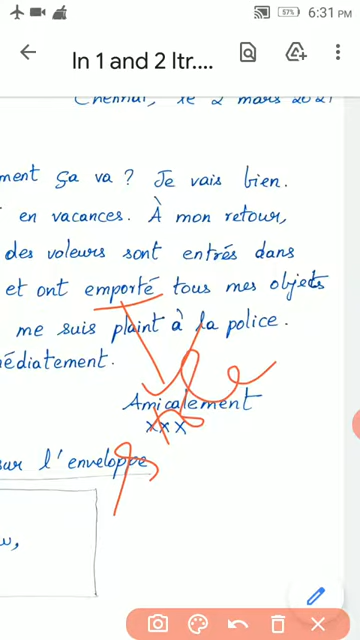 57% 6:31 PM
In 1 and 2 ltr....
Chennai, le 2 mars 2021
ment ça va ? Je vais bien.
en vacances. À mon retour,
des voleurs sont entrés dans
et ont emporté tous mes objets
me suis plaint à la police.
médiatement.
Amicalement
xxx
sur l'enveloppe